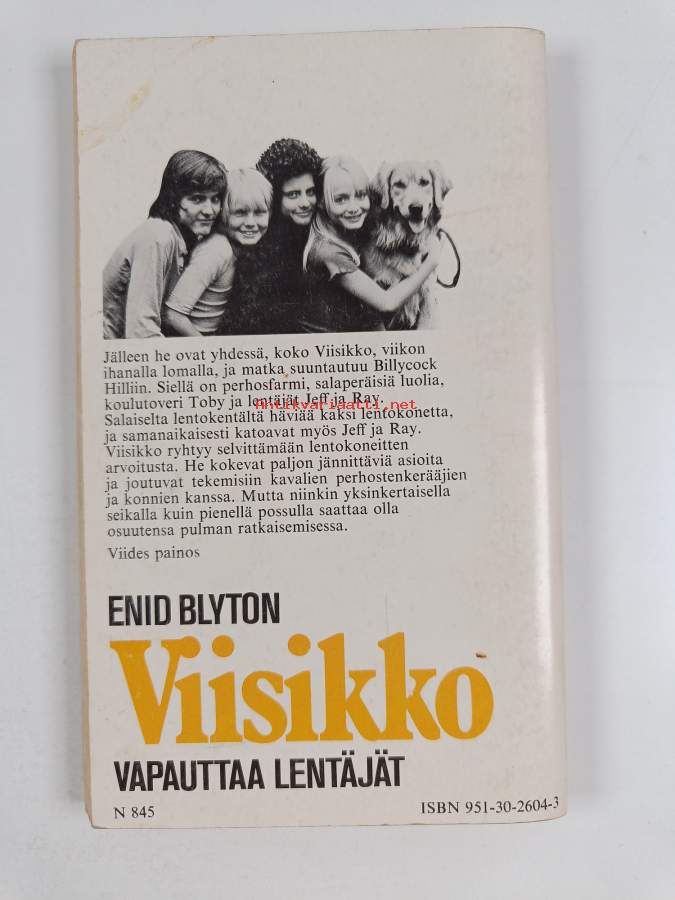 Jälleen he ovat yhdessä, koko Viisikko, viikon
ihanalla lomalla, ja matka suuntautuu Billycock
Hilliin. Siellä on perhosfarmi, salaperäisiä luolia,
koulutoveri Toby ja lentäjät Jeff ja Ray.
antikvariaatti.net
Salaiselta lentokentältä häviää kaksi lentokonetta,
ja samanaikaisesti katoavat myös Jeff ja Ray.
Viisikko ryhtyy selvittämään lentokoneitten
arvoitusta. He kokevat paljon jännittäviä asioita
ja joutuvat tekemisiin kavalien perhostenkerääjien
ja konnien kanssa. Mutta niinkin yksinkertaisella
seikalla kuin pienellä possulla saattaa olla
osuutensa pulman ratkaisemisessa.
Viides painos
ENID BLYTON
Viisikko
VAPAUTTAA LENTÄJÄT
N 845
ISBN 951-30-2604-3